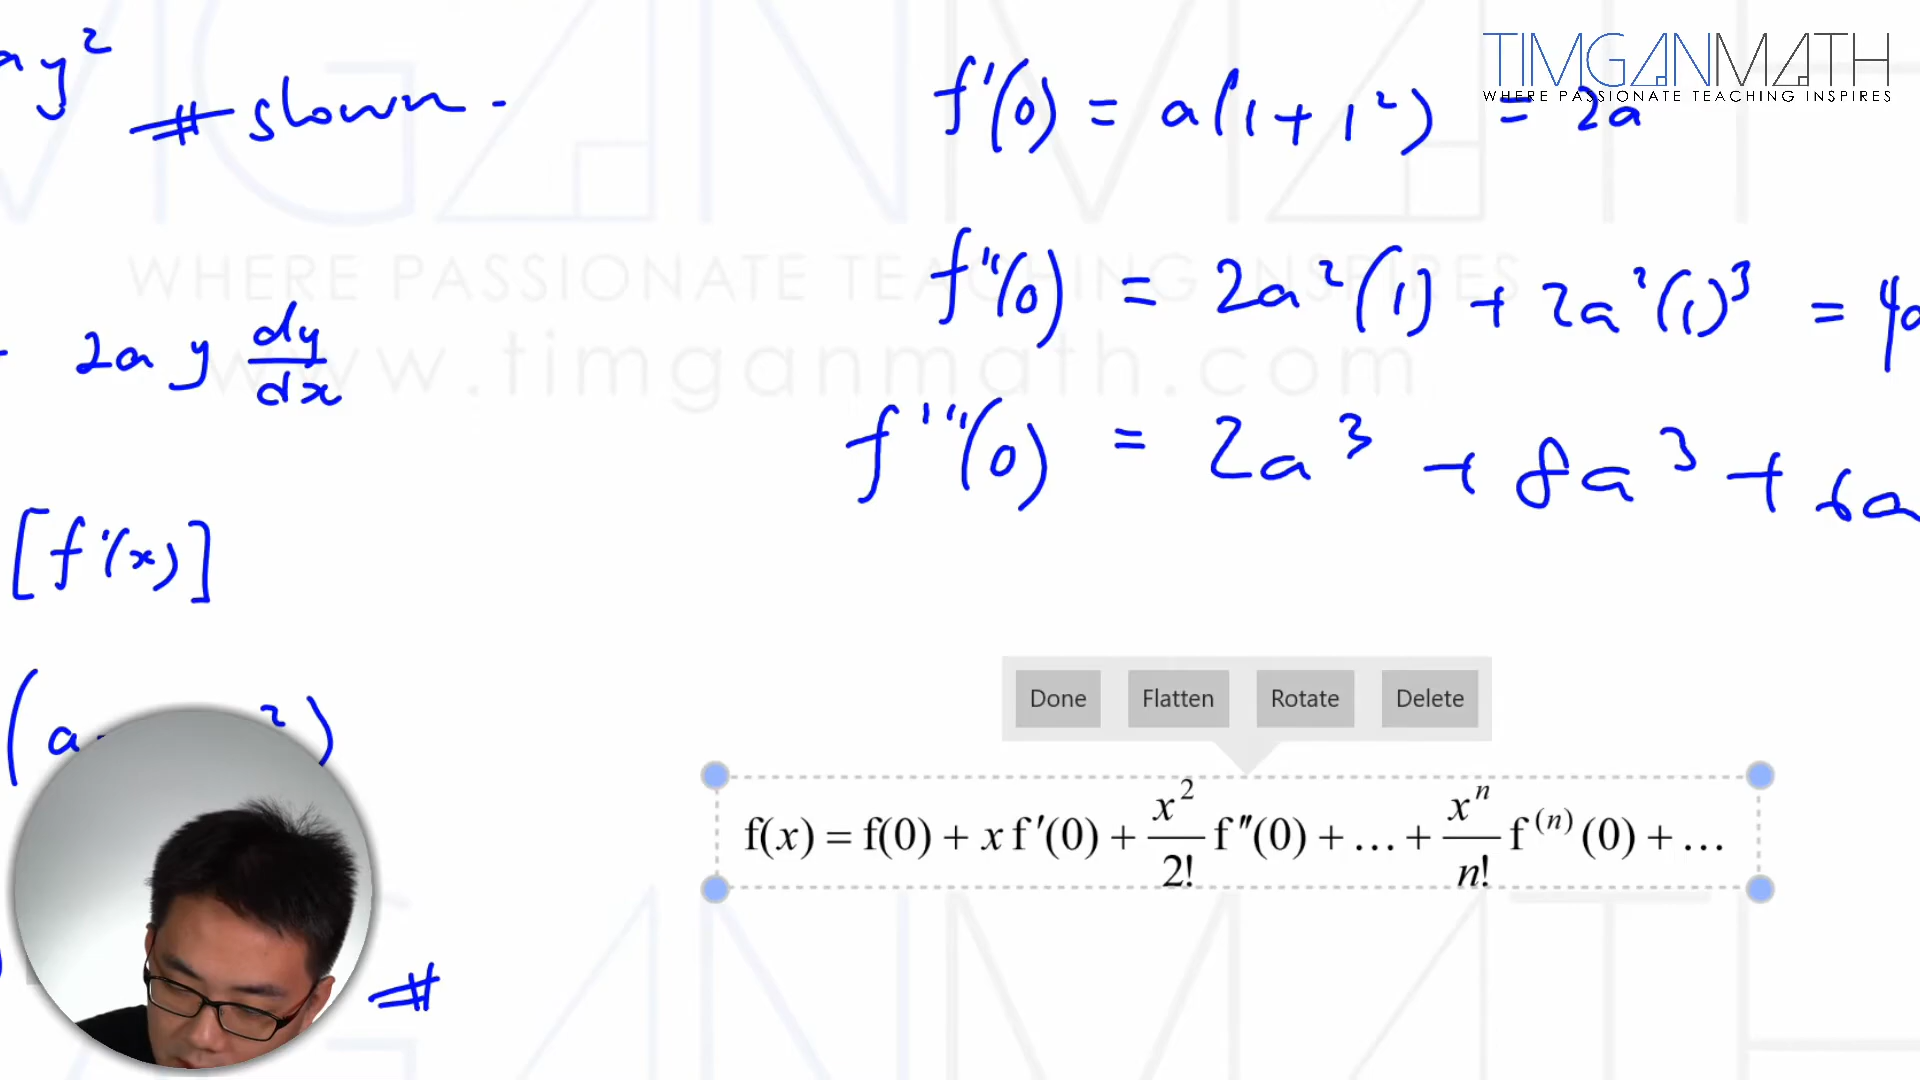 TIMGANMATH
WHERE PASSIONATE TEACHING INSPIRES
ay² # shown .
f'(0) = a(1+1²) = 2a
WHERE PASSIONATE TEACHING INSPIRES
www.timganmath.com
f''(0) = 2a²(1) + 2a²(1)³ = 4a
2ay dy/dx
f'''(0) = 2a³ + 8a³ + 6a
[f'(x)]
Done Flatten Rotate Delete
(a ²)
f(x) = f(0) + x f′(0) + x²/2! f″(0) + … + xⁿ/n! f⁽ⁿ⁾(0) + …
#